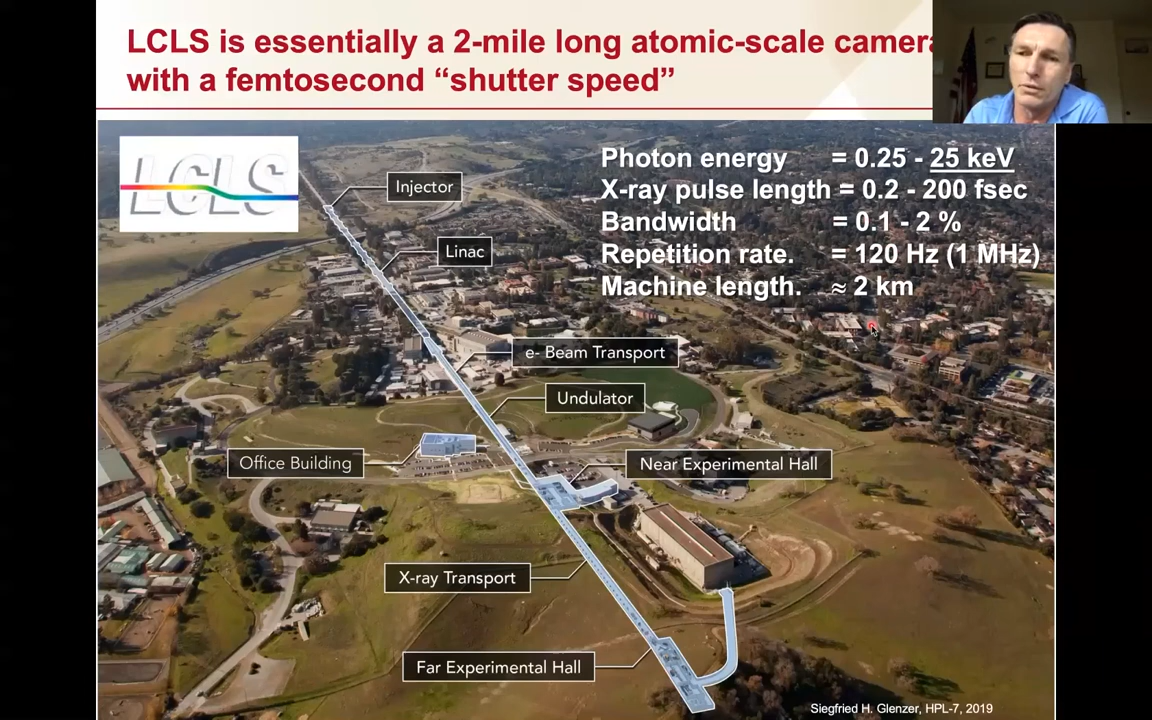 LCLS is essentially a 2-mile long atomic-scale camera
with a femtosecond “shutter speed”
LCLS
Photon energy = 0.25 - 25 keV
X-ray pulse length = 0.2 - 200 fsec
Bandwidth = 0.1 - 2 %
Repetition rate. = 120 Hz (1 MHz)
Machine length. ≈ 2 km
Injector
Linac
e- Beam Transport
Undulator
Office Building
Near Experimental Hall
X-ray Transport
Far Experimental Hall
Siegfried H. Glenzer, HPL-7, 2019